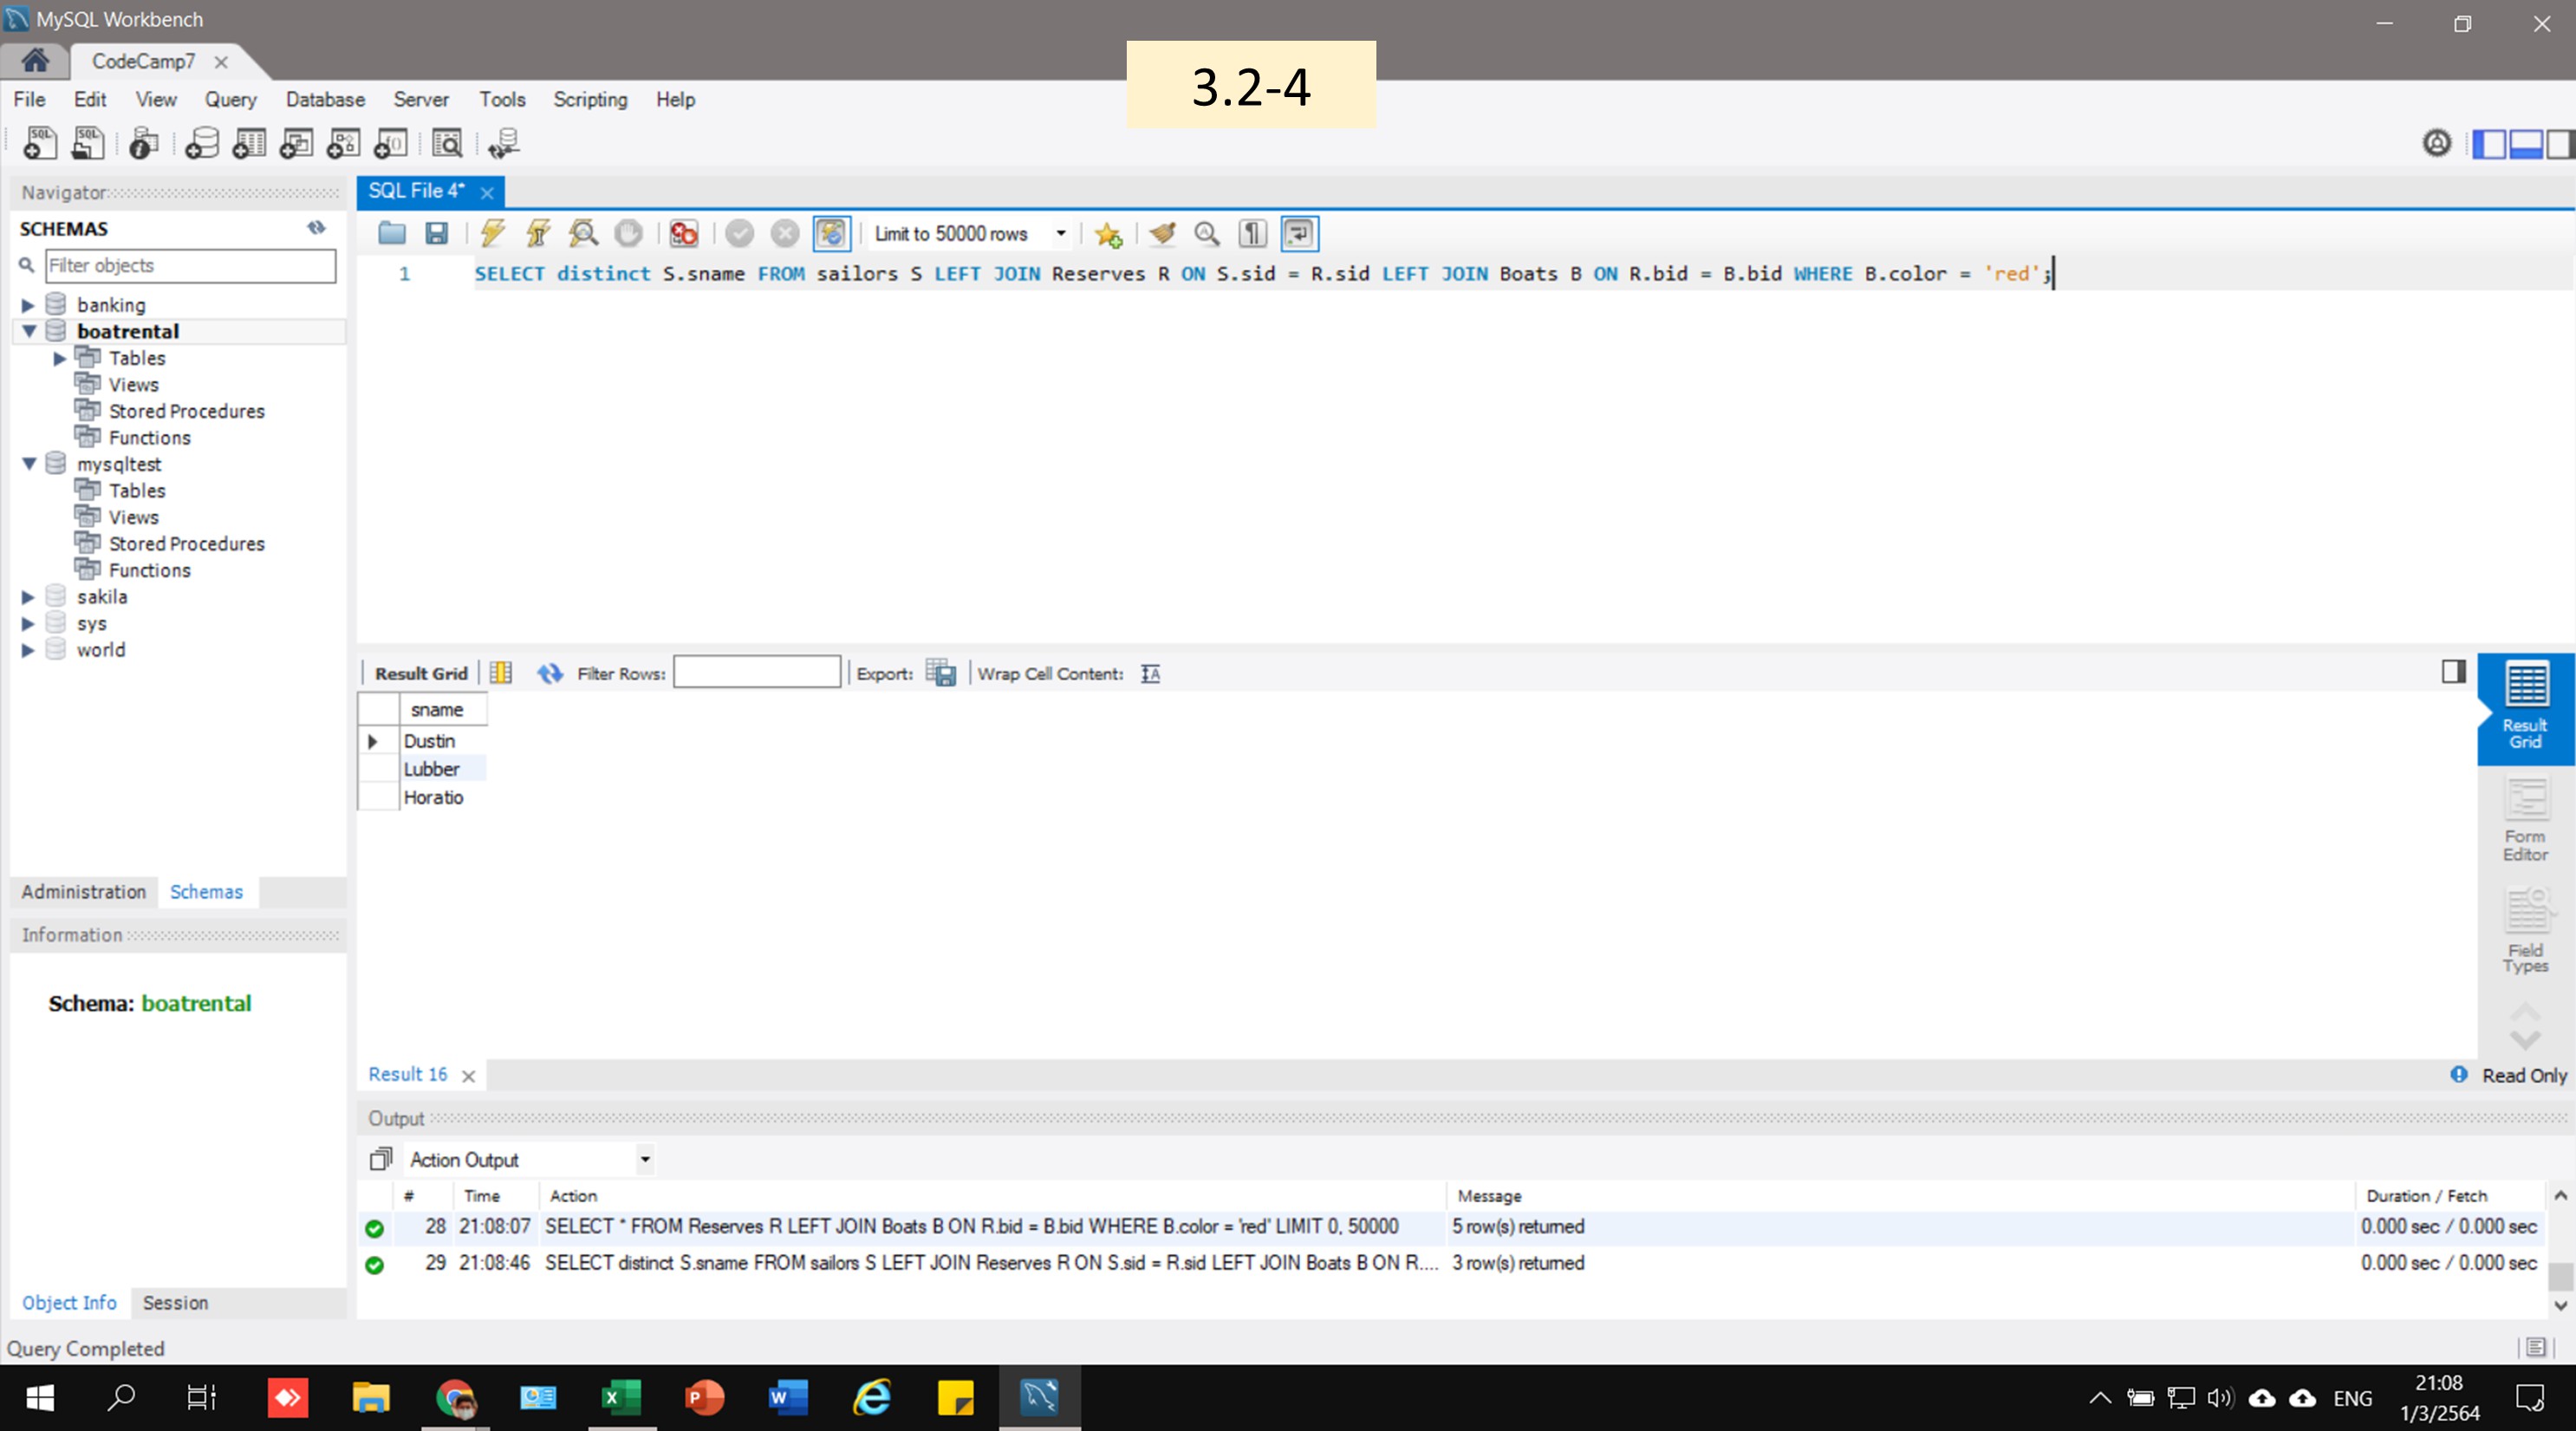 MySQL Workbench
CodeCamp7
3.2-4
File Edit View Query Database Server Tools Scripting Help
Navigator
SCHEMAS
Filter objects
banking
boatrental
Tables
Views
Stored Procedures
Functions
mysqltest
Tables
Views
Stored Procedures
Functions
sakila
sys
world
Administration Schemas
Information
Schema: boatrental
Object Info Session
Query Completed
SQL File 4*
Limit to 50000 rows
1 SELECT distinct S.sname FROM sailors S LEFT JOIN Reserves R ON S.sid = R.sid LEFT JOIN Boats B ON R.bid = B.bid WHERE B.color = 'red';
Result Grid Filter Rows: Export: Wrap Cell Content:
sname
Dustin
Lubber
Horatio
Result
Grid
Form
Editor
Field
Types
Result 16
Read Only
Output
Action Output
# Time Action Message Duration / Fetch
28 21:08:07 SELECT * FROM Reserves R LEFT JOIN Boats B ON R.bid = B.bid WHERE B.color = 'red' LIMIT 0, 50000 5 row(s) returned 0.000 sec / 0.000 sec
29 21:08:46 SELECT distinct S.sname FROM sailors S LEFT JOIN Reserves R ON S.sid = R.sid LEFT JOIN Boats B ON R.... 3 row(s) returned 0.000 sec / 0.000 sec
ENG
21:08
1/3/2564